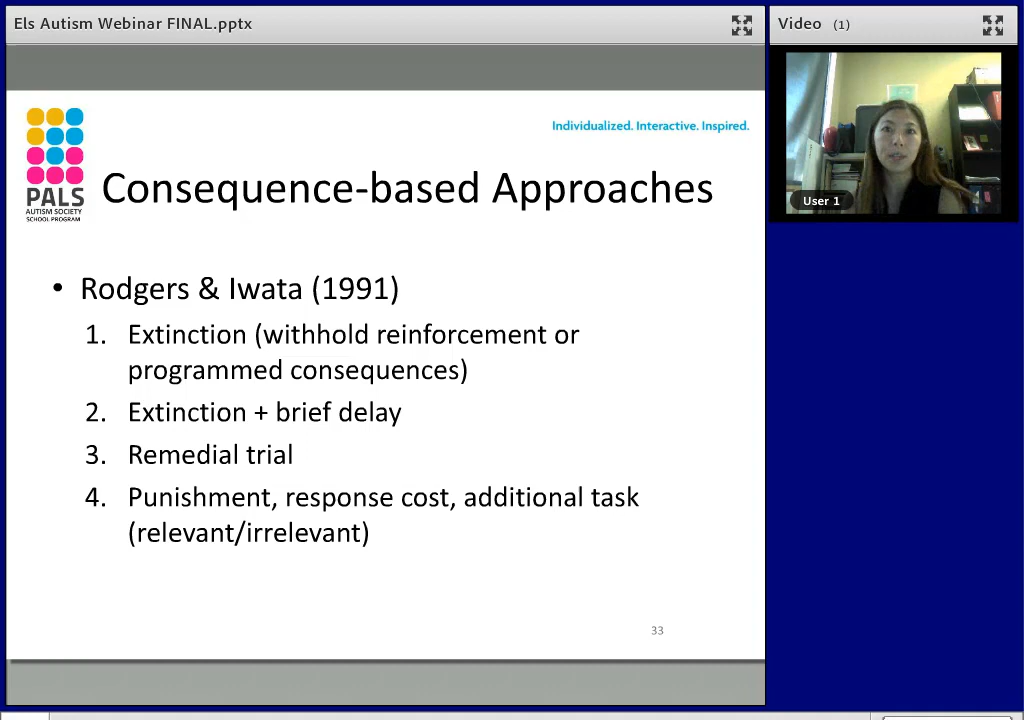 Els Autism Webinar FINAL.pptx
Video (1)
User 1
Individualized. Interactive. Inspired.
PALS
AUTISM SOCIETY
SCHOOL PROGRAM
Consequence-based Approaches
• Rodgers & Iwata (1991)
1. Extinction (withhold reinforcement or
programmed consequences)
2. Extinction + brief delay
3. Remedial trial
4. Punishment, response cost, additional task
(relevant/irrelevant)
33